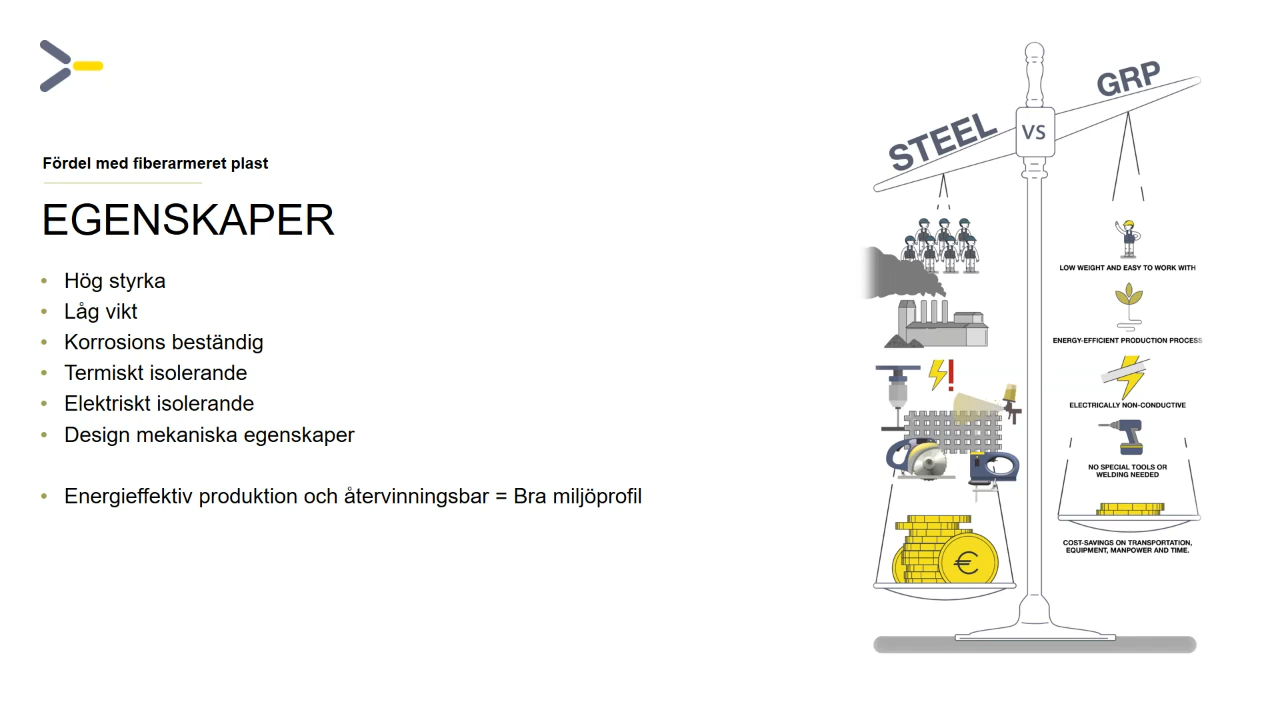 Fördel med fiberarmeret plast
EGENSKAPER
• Hög styrka
• Låg vikt
• Korrosions beständig
• Termiskt isolerande
• Elektriskt isolerande
• Design mekaniska egenskaper
• Energieffektiv produktion och återvinningsbar = Bra miljöprofil
STEEL
VS
GRP
LOW WEIGHT AND EASY TO WORK WITH
ENERGY-EFFICIENT PRODUCTION PROCESS
ELECTRICALLY NON-CONDUCTIVE
NO SPECIAL TOOLS OR
WELDING NEEDED
COST-SAVINGS ON TRANSPORTATION,
EQUIPMENT, MANPOWER AND TIME.
€